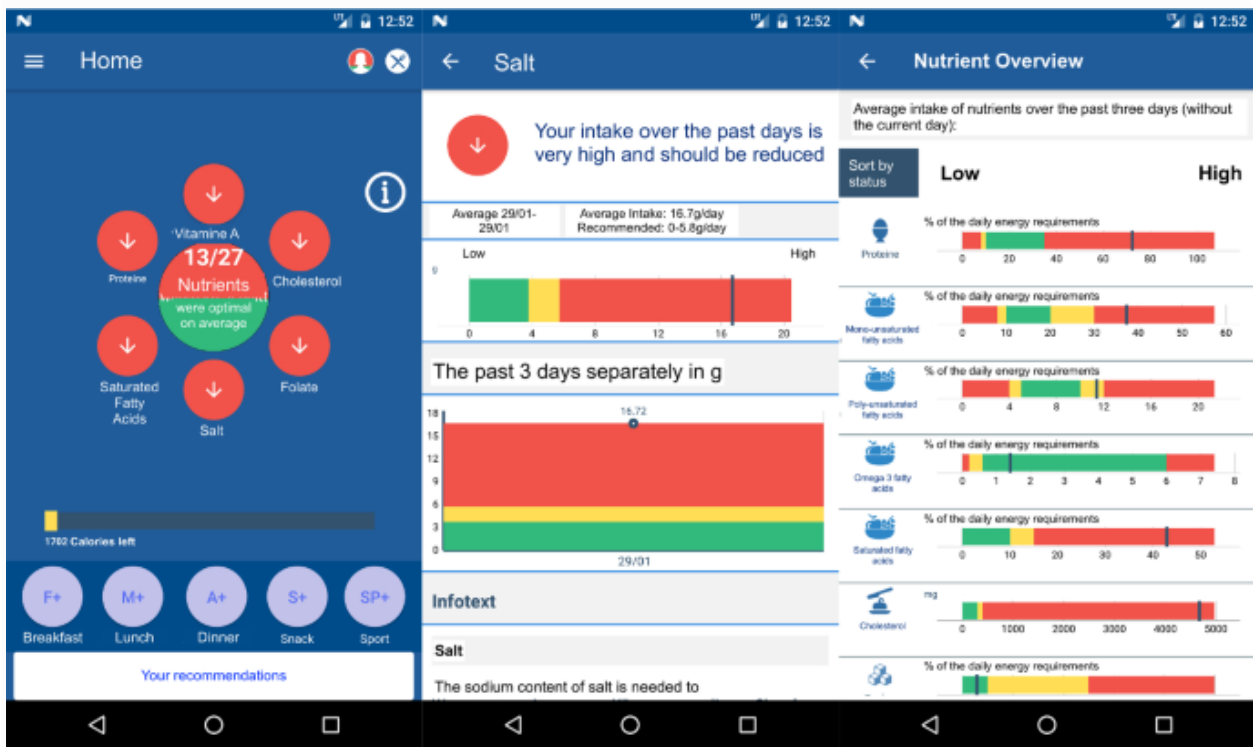 12:52
Home
Vitamine A
Proteine
13/27
Nutrients
were optimal
on average
Cholesterol
Saturated
Fatty
Acids
Salt
Folate
1702 Calories left
F+
M+
A+
S+
SP+
Breakfast
Lunch
Dinner
Snack
Sport
Your recommendations
12:52
Salt
Your intake over the past days is
very high and should be reduced
Average 29/01-
29/01
Average Intake: 16.7g/day
Recommended: 0-5.8g/day
Low
High
g
0 4 8 12 16 20
The past 3 days separately in g
16.72
18
15
12
9
6
3
0
29/01
Infotext
Salt
The sodium content of salt is needed to
12:52
Nutrient Overview
Average intake of nutrients over the past three days (without
the current day):
Sort by
status
Low
High
% of the daily energy requirements
Proteine
0 20 40 60 80 100
% of the daily energy requirements
Mono-unsaturated
fatty acids
0 10 20 30 40 50 60
% of the daily energy requirements
Poly-unsaturated
fatty acids
0 4 8 12 16 20
% of the daily energy requirements
Omega 3 fatty
acids
0 1 2 3 4 5 6 7 8
% of the daily energy requirements
Saturated fatty
acids
0 10 20 30 40 50
mg
Cholesterol
0 1000 2000 3000 4000 5000
% of the daily energy requirements